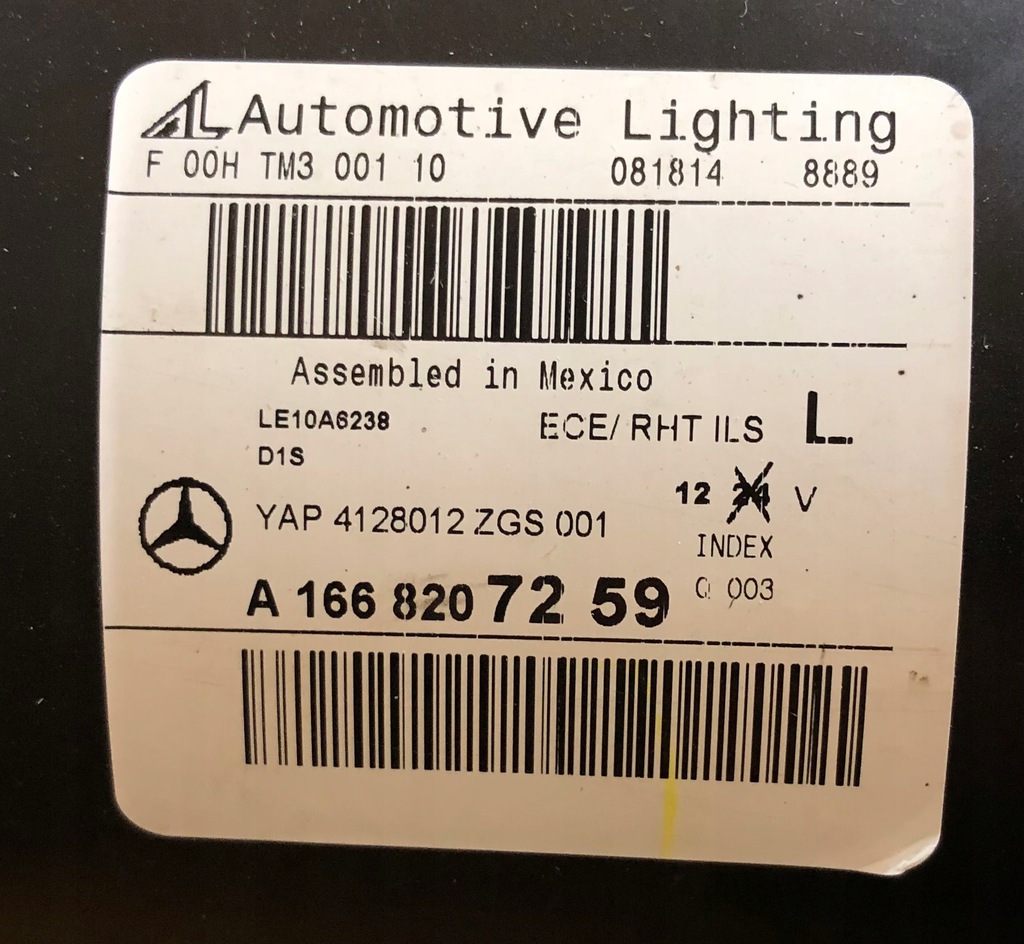 AL Automotive Lighting
F 00H TM3 001 10 081814 8889
Assembled in Mexico
LE10A6238 ECE/ RHT ILS L
D1S
12 24 V
YAP 4128012 ZGS 001
INDEX
A 166 820 72 59 Q 003